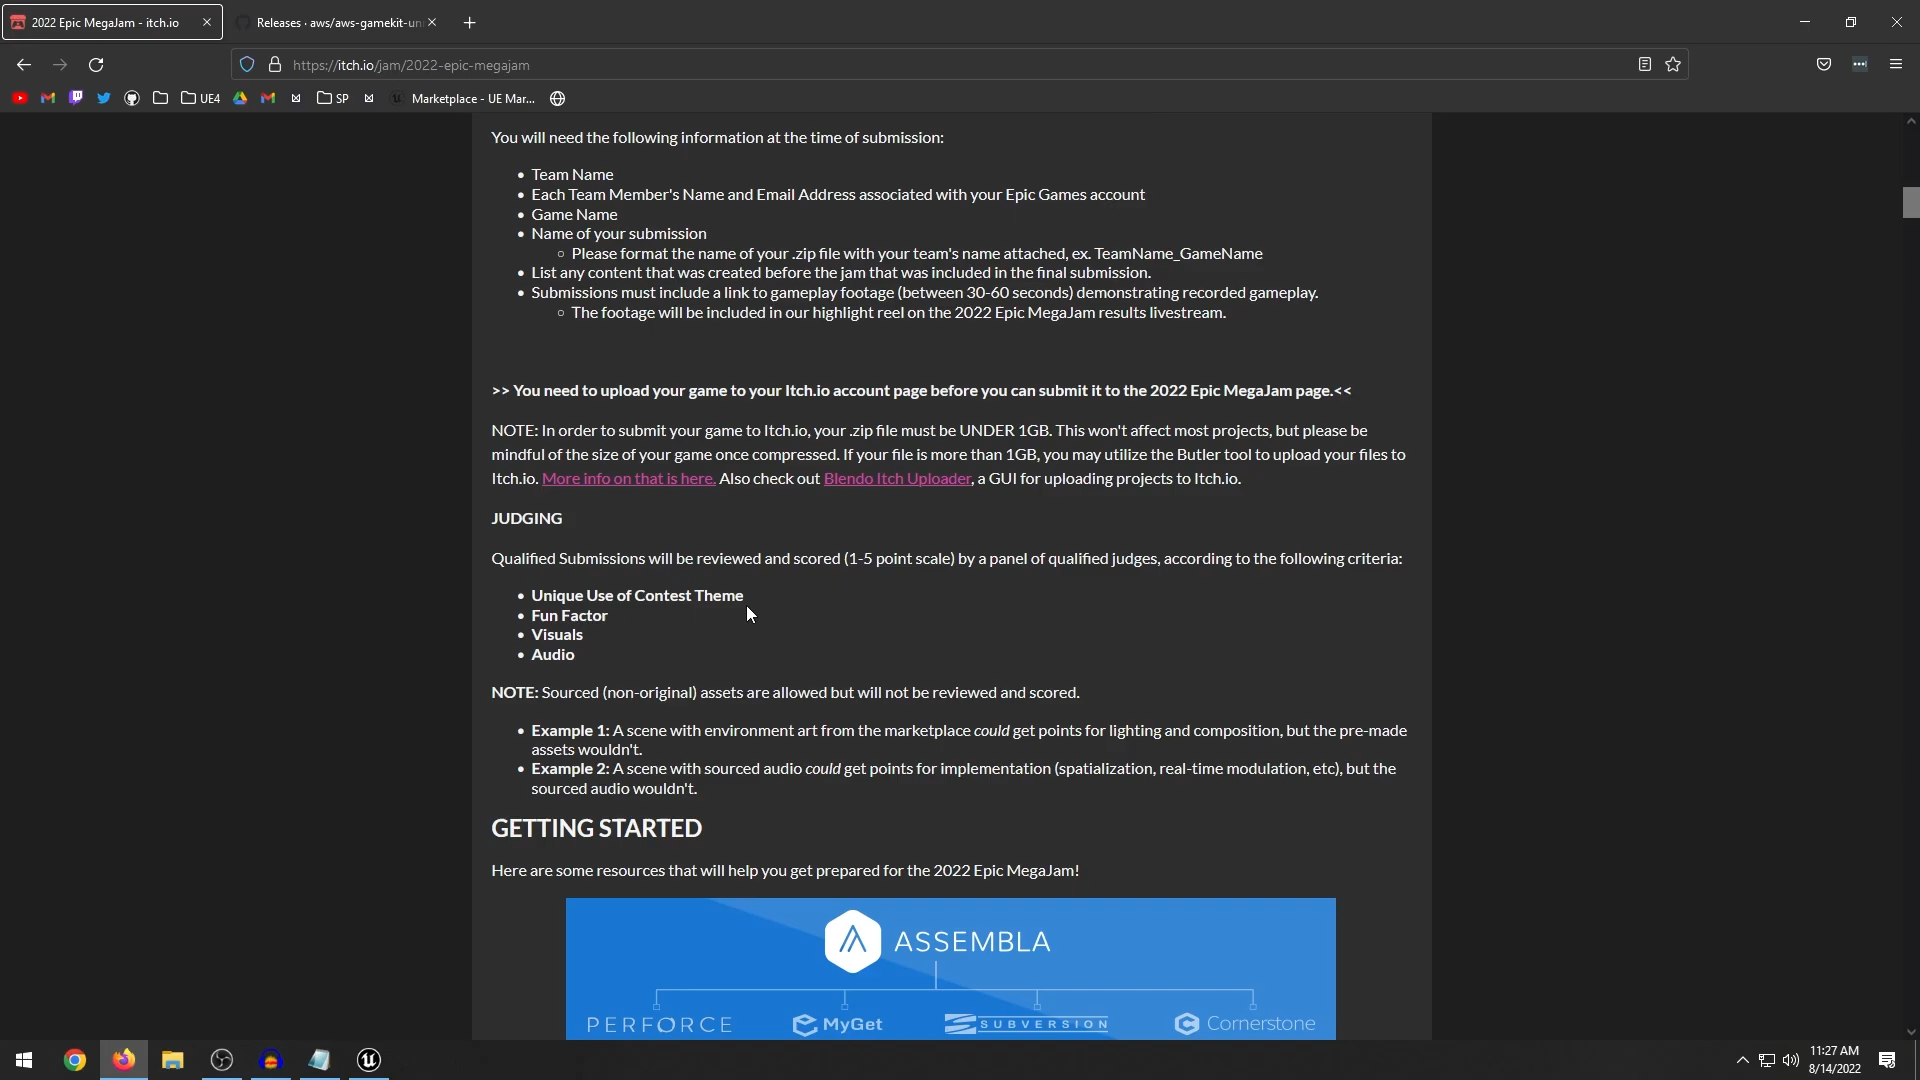 2022 Epic MegaJam - itch.io
Releases · aws/aws-gamekit-un
https://itch.io/jam/2022-epic-megajam
UE4
SP
Marketplace - UE Mar...
You will need the following information at the time of submission:
• Team Name
• Each Team Member's Name and Email Address associated with your Epic Games account
• Game Name
• Name of your submission
○ Please format the name of your .zip file with your team's name attached, ex. TeamName_GameName
• List any content that was created before the jam that was included in the final submission.
• Submissions must include a link to gameplay footage (between 30-60 seconds) demonstrating recorded gameplay.
○ The footage will be included in our highlight reel on the 2022 Epic MegaJam results livestream.
>> You need to upload your game to your Itch.io account page before you can submit it to the 2022 Epic MegaJam page.<<
NOTE: In order to submit your game to Itch.io, your .zip file must be UNDER 1GB. This won't affect most projects, but please be
mindful of the size of your game once compressed. If your file is more than 1GB, you may utilize the Butler tool to upload your files to
Itch.io. More info on that is here. Also check out Blendo Itch Uploader, a GUI for uploading projects to Itch.io.
JUDGING
Qualified Submissions will be reviewed and scored (1-5 point scale) by a panel of qualified judges, according to the following criteria:
• Unique Use of Contest Theme
• Fun Factor
• Visuals
• Audio
NOTE: Sourced (non-original) assets are allowed but will not be reviewed and scored.
• Example 1: A scene with environment art from the marketplace could get points for lighting and composition, but the pre-made
assets wouldn't.
• Example 2: A scene with sourced audio could get points for implementation (spatialization, real-time modulation, etc), but the
sourced audio wouldn't.
GETTING STARTED
Here are some resources that will help you get prepared for the 2022 Epic MegaJam!
ASSEMBLA
PERFORCE
MyGet
SUBVERSION
Cornerstone
11:27 AM
8/14/2022